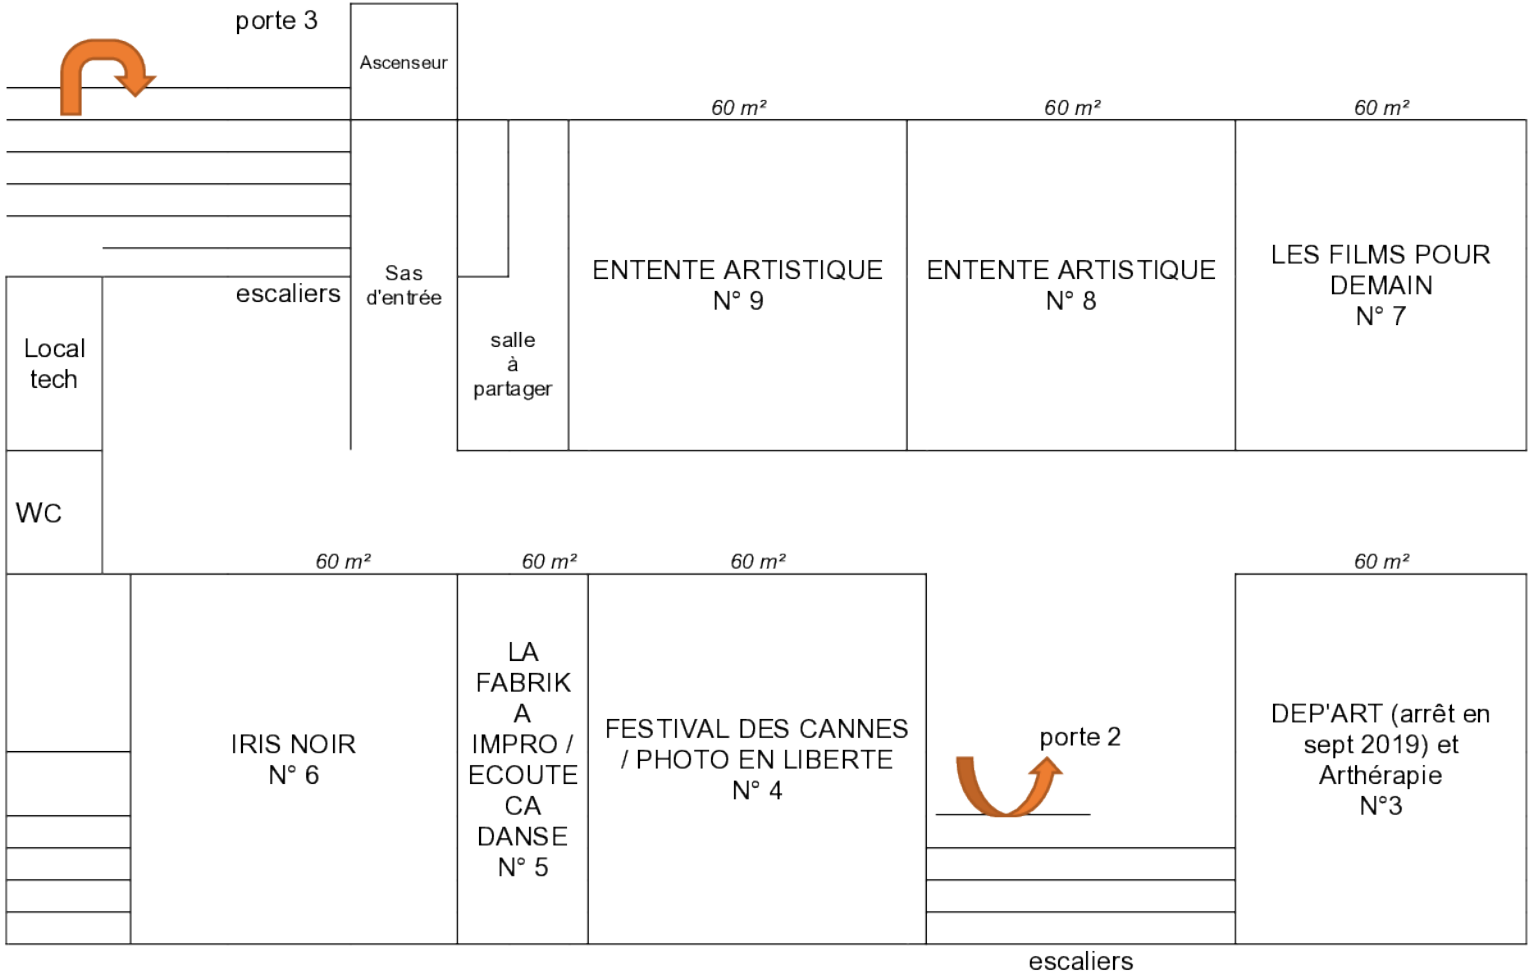 porte 3
Ascenseur
60 m²
60 m²
60 m²
ENTENTE ARTISTIQUE
N° 9
ENTENTE ARTISTIQUE
N° 8
LES FILMS POUR
DEMAIN
N° 7
Sas
d'entrée
escaliers
salle
à
partager
Local
tech
WC
60 m²
60 m²
60 m²
60 m²
IRIS NOIR
N° 6
LA
FABRIK
A
IMPRO /
ECOUTE
CA
DANSE
N° 5
FESTIVAL DES CANNES
/ PHOTO EN LIBERTE
N° 4
porte 2
DEP'ART (arrêt en
sept 2019) et
Arthérapie
N°3
escaliers